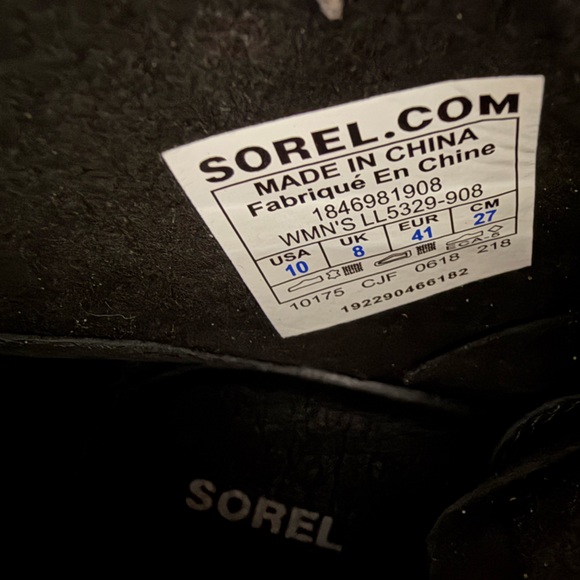 SOREL.COM
MADE IN CHINA
Fabriqué En Chine
1846981908
WMN'S LL5329-908
USA UK EUR CM
10 8 41 27
10175 CJF 0618 218
192290466182
SOREL